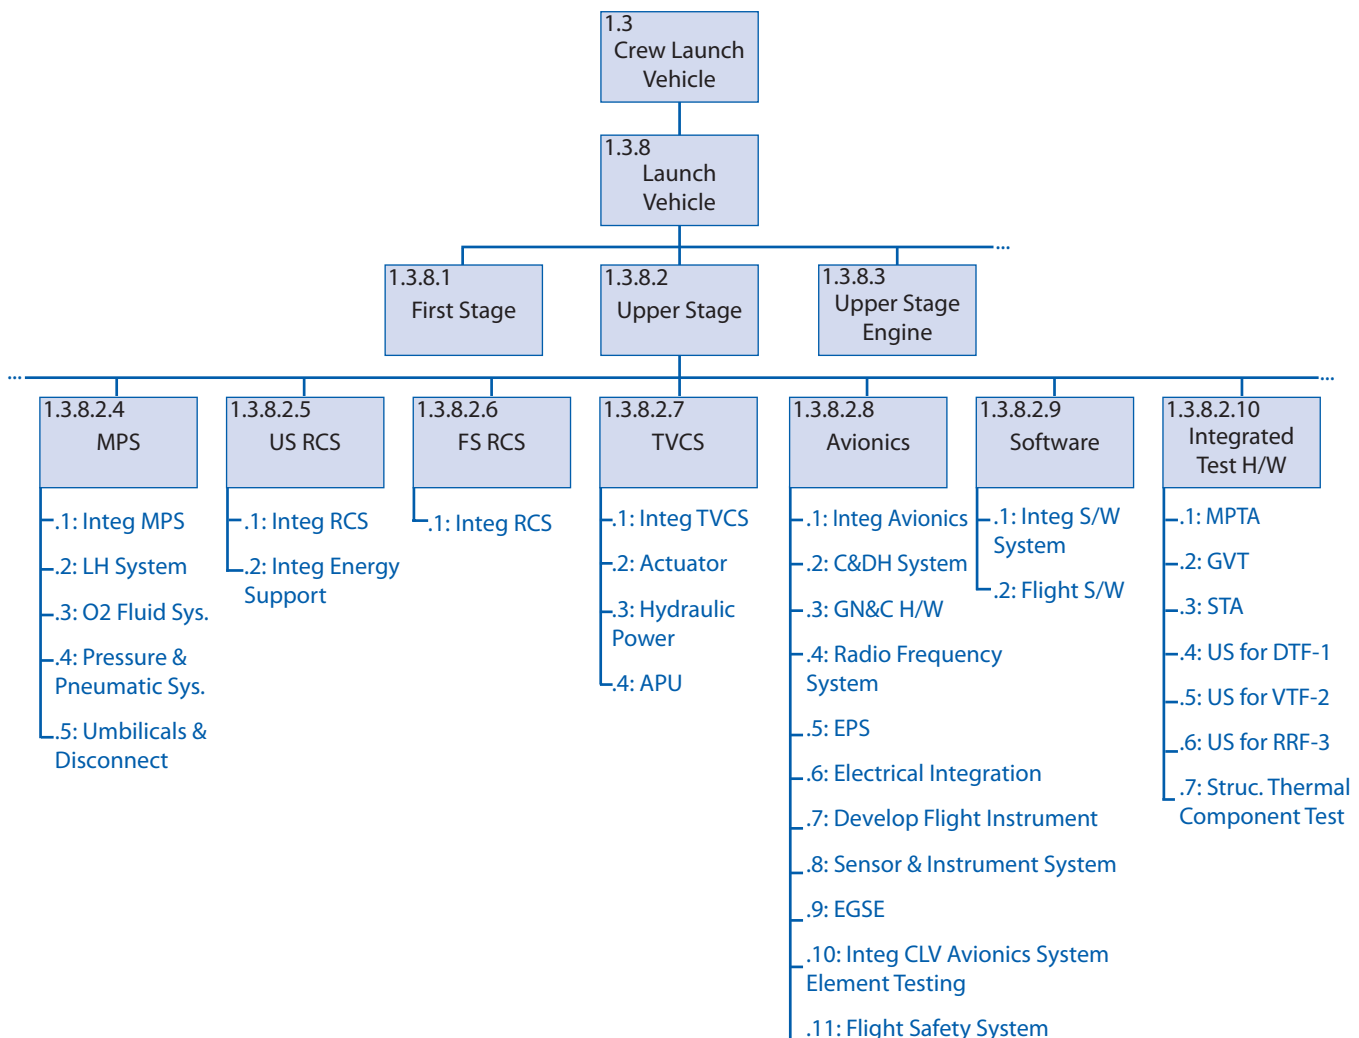 1.3
Crew Launch
Vehicle
1.3.8
Launch
Vehicle
...
1.3.8.1
First Stage
1.3.8.2
Upper Stage
1.3.8.3
Upper Stage
Engine
...
...
1.3.8.2.4
MPS
.1: Integ MPS
.2: LH System
.3: O2 Fluid Sys.
.4: Pressure &
Pneumatic Sys.
.5: Umbilicals &
Disconnect
1.3.8.2.5
US RCS
.1: Integ RCS
.2: Integ Energy
Support
1.3.8.2.6
FS RCS
.1: Integ RCS
1.3.8.2.7
TVCS
.1: Integ TVCS
.2: Actuator
.3: Hydraulic
Power
.4: APU
1.3.8.2.8
Avionics
.1: Integ Avionics
.2: C&DH System
.3: GN&C H/W
.4: Radio Frequency
System
.5: EPS
.6: Electrical Integration
.7: Develop Flight Instrument
.8: Sensor & Instrument System
.9: EGSE
.10: Integ CLV Avionics System
Element Testing
.11: Flight Safety System
1.3.8.2.9
Software
.1: Integ S/W
System
.2: Flight S/W
1.3.8.2.10
Integrated
Test H/W
.1: MPTA
.2: GVT
.3: STA
.4: US for DTF-1
.5: US for VTF-2
.6: US for RRF-3
.7: Struc. Thermal
Component Test